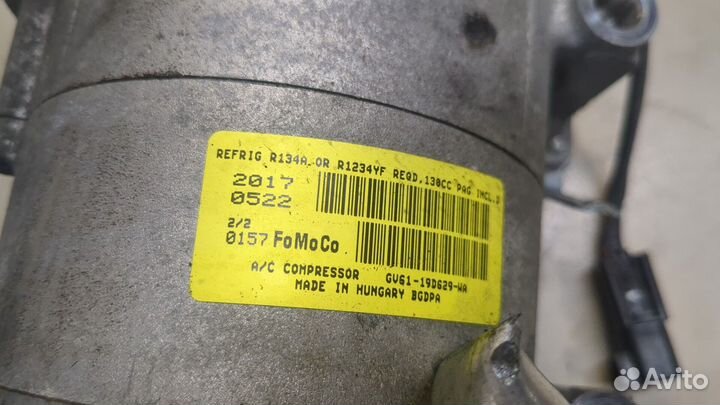 REFRIG R134A OR R1234YF REQD.130CC PAG INCL.D
2017
0522
2/2
0157 FoMoCo
A/C COMPRESSOR GV61-19D629-WA
MADE IN HUNGARY BGDPA
Avito